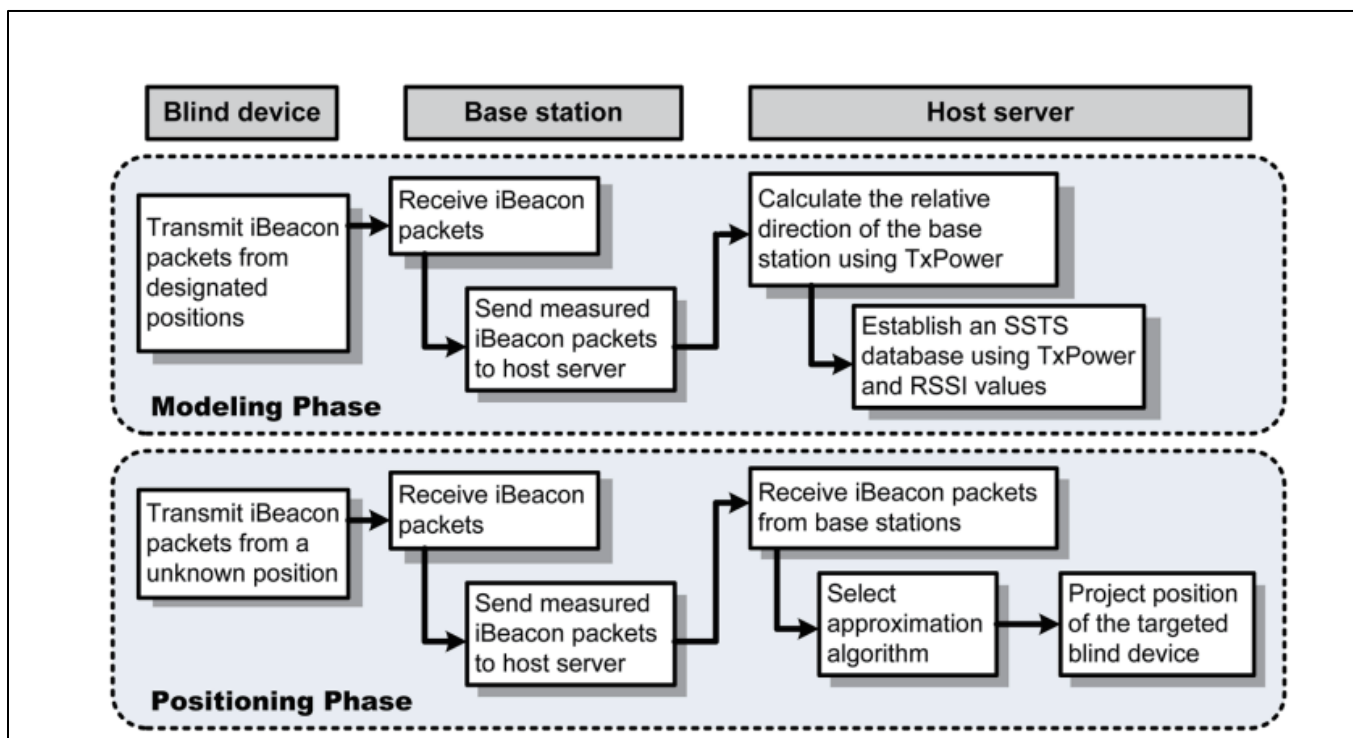 Blind device
Base station
Host server
Transmit iBeacon
packets from
designated
positions
Receive iBeacon
packets
Send measured
iBeacon packets
to host server
Calculate the relative
direction of the base
station using TxPower
Establish an SSTS
database using TxPower
and RSSI values
Modeling Phase
Transmit iBeacon
packets from a
unknown position
Receive iBeacon
packets
Send measured
iBeacon packets
to host server
Receive iBeacon packets
from base stations
Select
approximation
algorithm
Project position
of the targeted
blind device
Positioning Phase